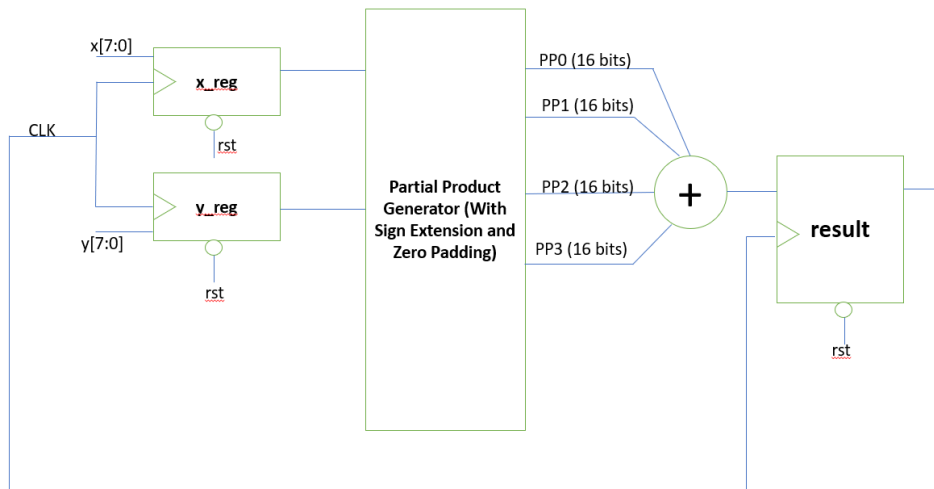 x[7:0]
x_reg
rst
CLK
y_reg
y[7:0]
rst
Partial Product
Generator (With
Sign Extension and
Zero Padding)
PP0 (16 bits)
PP1 (16 bits)
PP2 (16 bits)
PP3 (16 bits)
+
result
rst